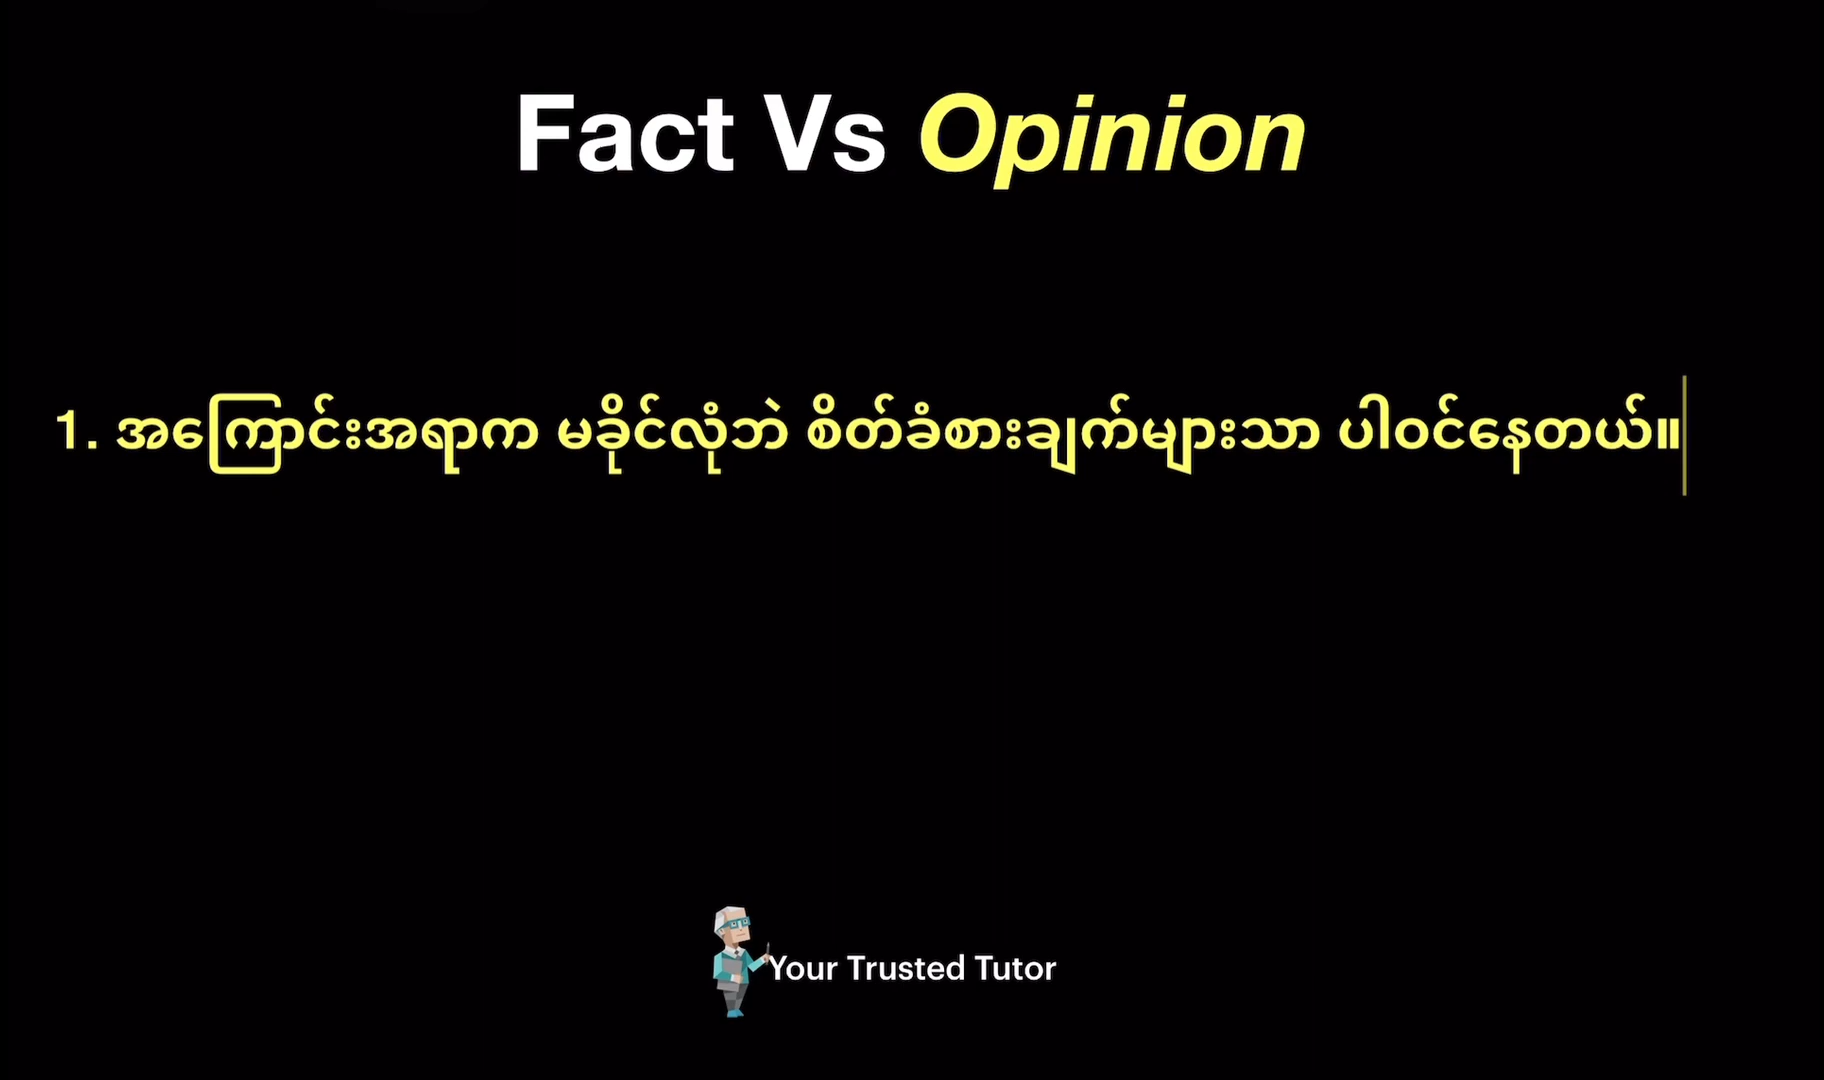 Fact Vs Opinion
1. အကြောင်းအရာက မခိုင်လုံဘဲ စိတ်ခံစားချက်များသာ ပါဝင်နေတယ်။
Your Trusted Tutor